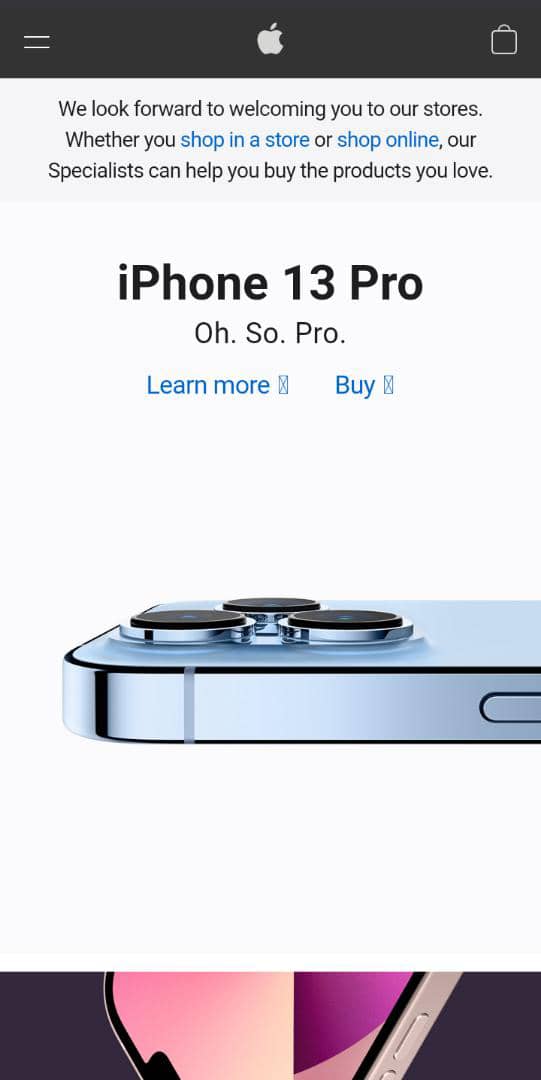 We look forward to welcoming you to our stores.
Whether you shop in a store or shop online, our
Specialists can help you buy the products you love.
iPhone 13 Pro
Oh. So. Pro.
Learn more Buy